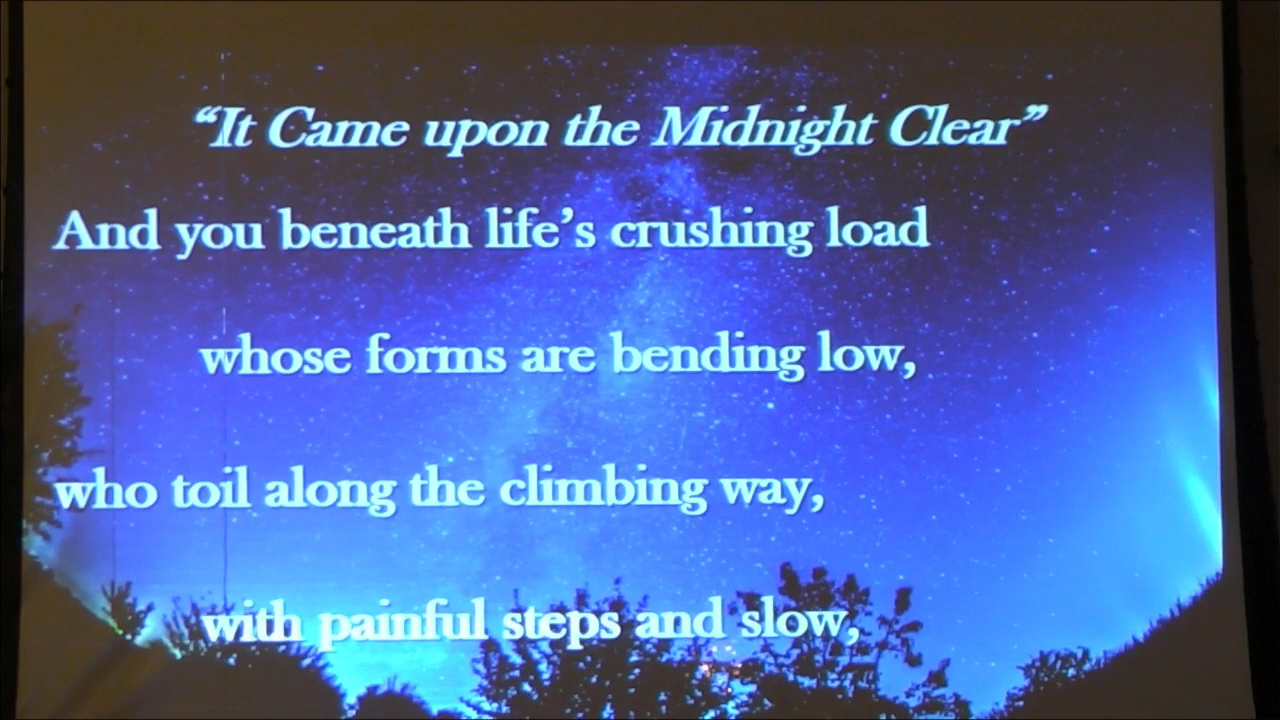 “It Came upon the Midnight Clear”
And you beneath life’s crushing load
whose forms are bending low,
who toil along the climbing way,
with painful steps and slow,